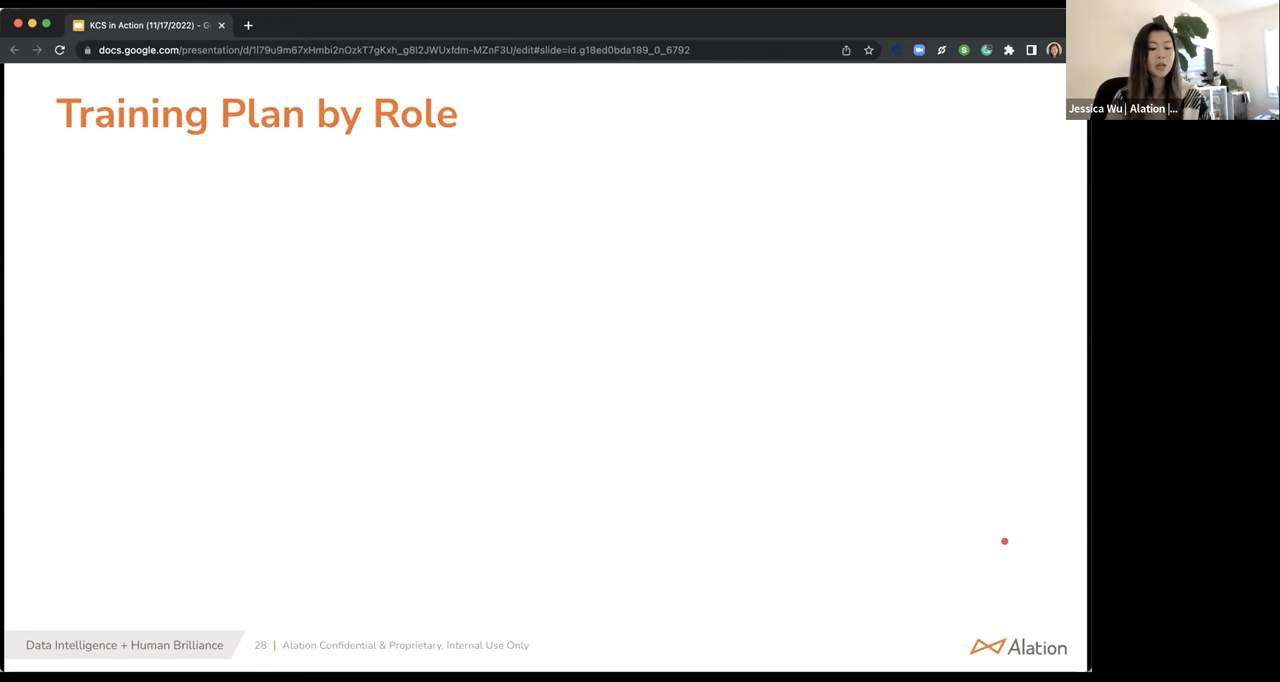 KCS in Action (11/17/2022) - G
docs.google.com/presentation/d/1l79u9m67xHmbi2nOzkT7gKxh_g8I2JWUxfdm-MZnF3U/edit#slide=id.g18ed0bda189_0_6792
Jessica Wu | Alation |...
Training Plan by Role
Data Intelligence + Human Brilliance
28 | Alation Confidential & Proprietary, Internal Use Only
Alation